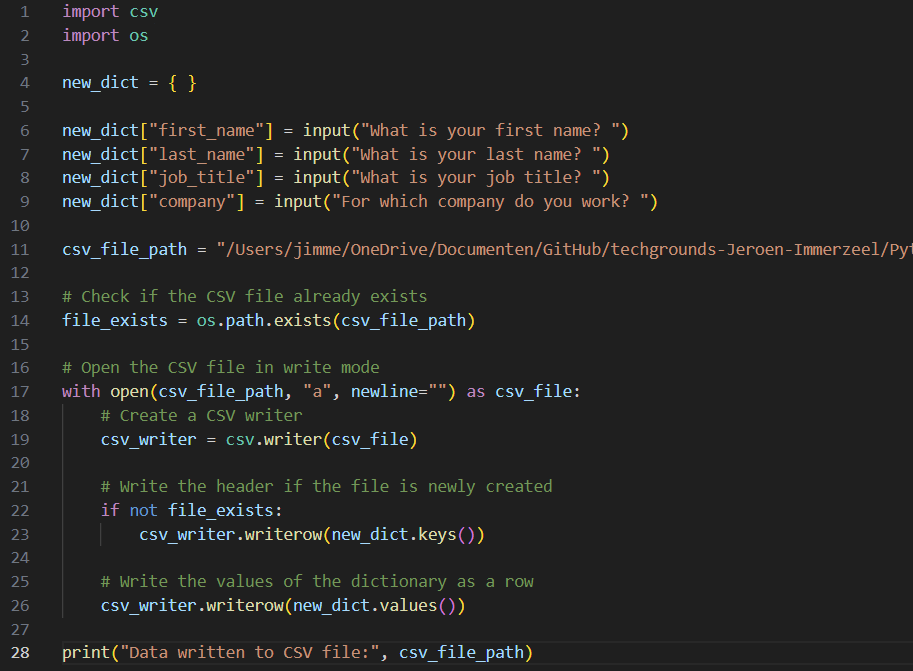 1 import csv
2 import os
3
4 new_dict = { }
5
6 new_dict["first_name"] = input("What is your first name? ")
7 new_dict["last_name"] = input("What is your last name? ")
8 new_dict["job_title"] = input("What is your job title? ")
9 new_dict["company"] = input("For which company do you work? ")
10
11 csv_file_path = "/Users/jimme/OneDrive/Documenten/GitHub/techgrounds-Jeroen-Immerzeel/Pyt
12
13 # Check if the CSV file already exists
14 file_exists = os.path.exists(csv_file_path)
15
16 # Open the CSV file in write mode
17 with open(csv_file_path, "a", newline="") as csv_file:
18     # Create a CSV writer
19     csv_writer = csv.writer(csv_file)
20
21     # Write the header if the file is newly created
22     if not file_exists:
23         csv_writer.writerow(new_dict.keys())
24
25     # Write the values of the dictionary as a row
26     csv_writer.writerow(new_dict.values())
27
28 print("Data written to CSV file:", csv_file_path)